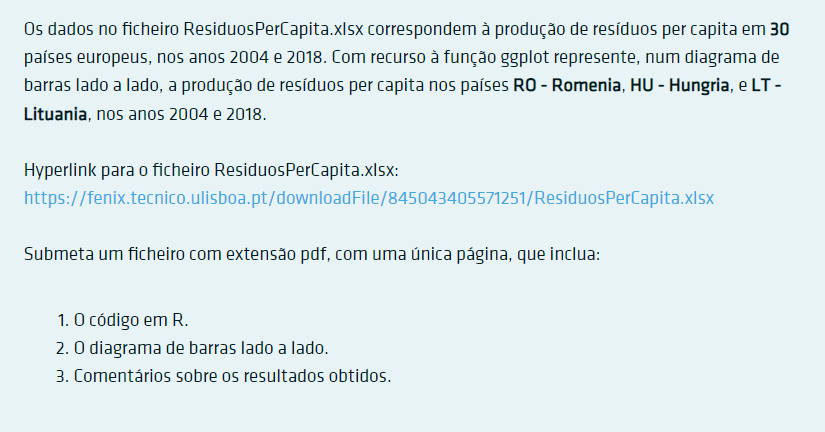 Os dados no ficheiro ResiduosPerCapita.xlsx correspondem à produção de resíduos per capita em 30
países europeus, nos anos 2004 e 2018. Com recurso à função ggplot represente, num diagrama de
barras lado a lado, a produção de resíduos per capita nos países RO - Romenia, HU - Hungria, e LT -
Lituania, nos anos 2004 e 2018.
Hyperlink para o ficheiro ResiduosPerCapita.xlsx:
https://fenix.tecnico.ulisboa.pt/downloadFile/845043405571251/ResiduosPerCapita.xlsx
Submeta um ficheiro com extensão pdf, com uma única página, que inclua:
1. O código em R.
2. O diagrama de barras lado a lado.
3. Comentários sobre os resultados obtidos.